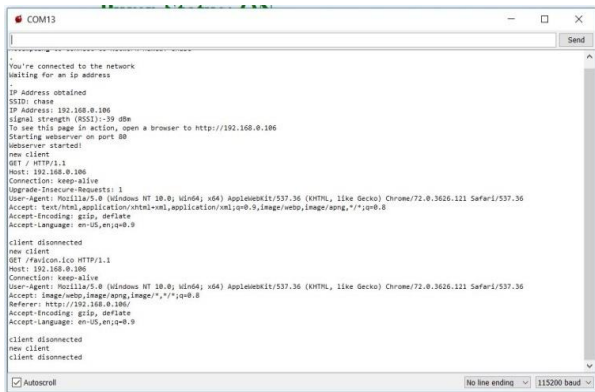 COM13
Send
.
You're connected to the network
Waiting for an ip address
.
IP Address obtained
SSID: chase
IP Address: 192.168.0.106
signal strength (RSSI):-39 dBm
To see this page in action, open a browser to http://192.168.0.106
Starting webserver on port 80
Webserver started!
new client
GET / HTTP/1.1
Host: 192.168.0.106
Connection: keep-alive
Upgrade-Insecure-Requests: 1
User-Agent: Mozilla/5.0 (Windows NT 10.0; Win64; x64) AppleWebKit/537.36 (KHTML, like Gecko) Chrome/72.0.3626.121 Safari/537.36
Accept: text/html,application/xhtml+xml,application/xml;q=0.9,image/webp,image/apng,*/*;q=0.8
Accept-Encoding: gzip, deflate
Accept-Language: en-US,en;q=0.9
client disonnected
new client
GET /favicon.ico HTTP/1.1
Host: 192.168.0.106
Connection: keep-alive
User-Agent: Mozilla/5.0 (Windows NT 10.0; Win64; x64) AppleWebKit/537.36 (KHTML, like Gecko) Chrome/72.0.3626.121 Safari/537.36
Accept: image/webp,image/apng,image/*,*/*;q=0.8
Referer: http://192.168.0.106/
Accept-Encoding: gzip, deflate
Accept-Language: en-US,en;q=0.9
client disonnected
new client
client disonnected
Autoscroll
No line ending
115200 baud